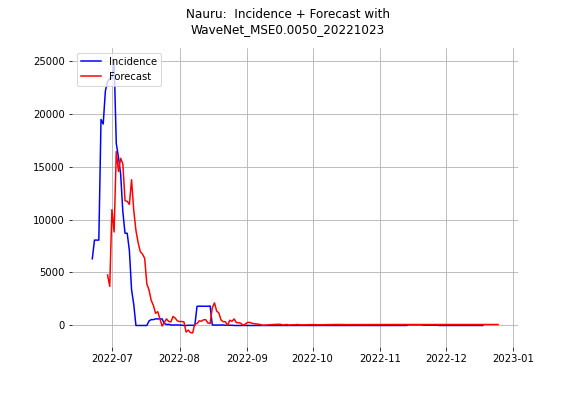 Nauru:  Incidence + Forecast with
WaveNet_MSE0.0050_20221023
Incidence
Forecast
25000
20000
15000
10000
5000
0
2022-07 2022-08 2022-09 2022-10 2022-11 2022-12 2023-01